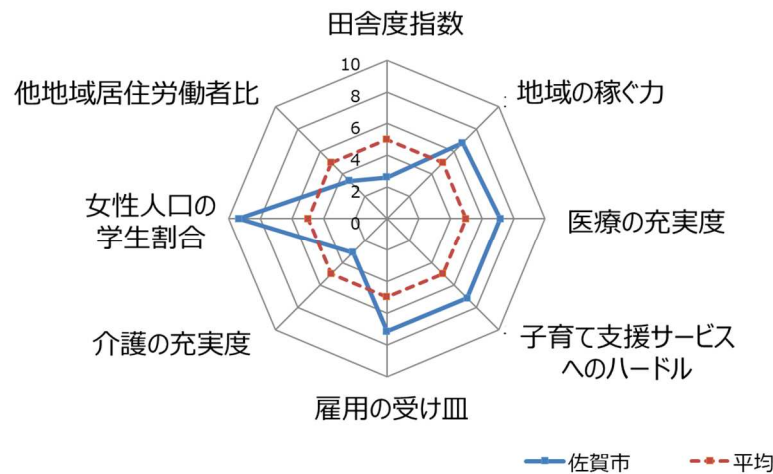 田舎度指数
10
8
6
4
2
0
他地域居住労働者比
地域の稼ぐ力
女性人口の
学生割合
医療の充実度
介護の充実度
子育て支援サービス
へのハードル
雇用の受け皿
佐賀市
平均